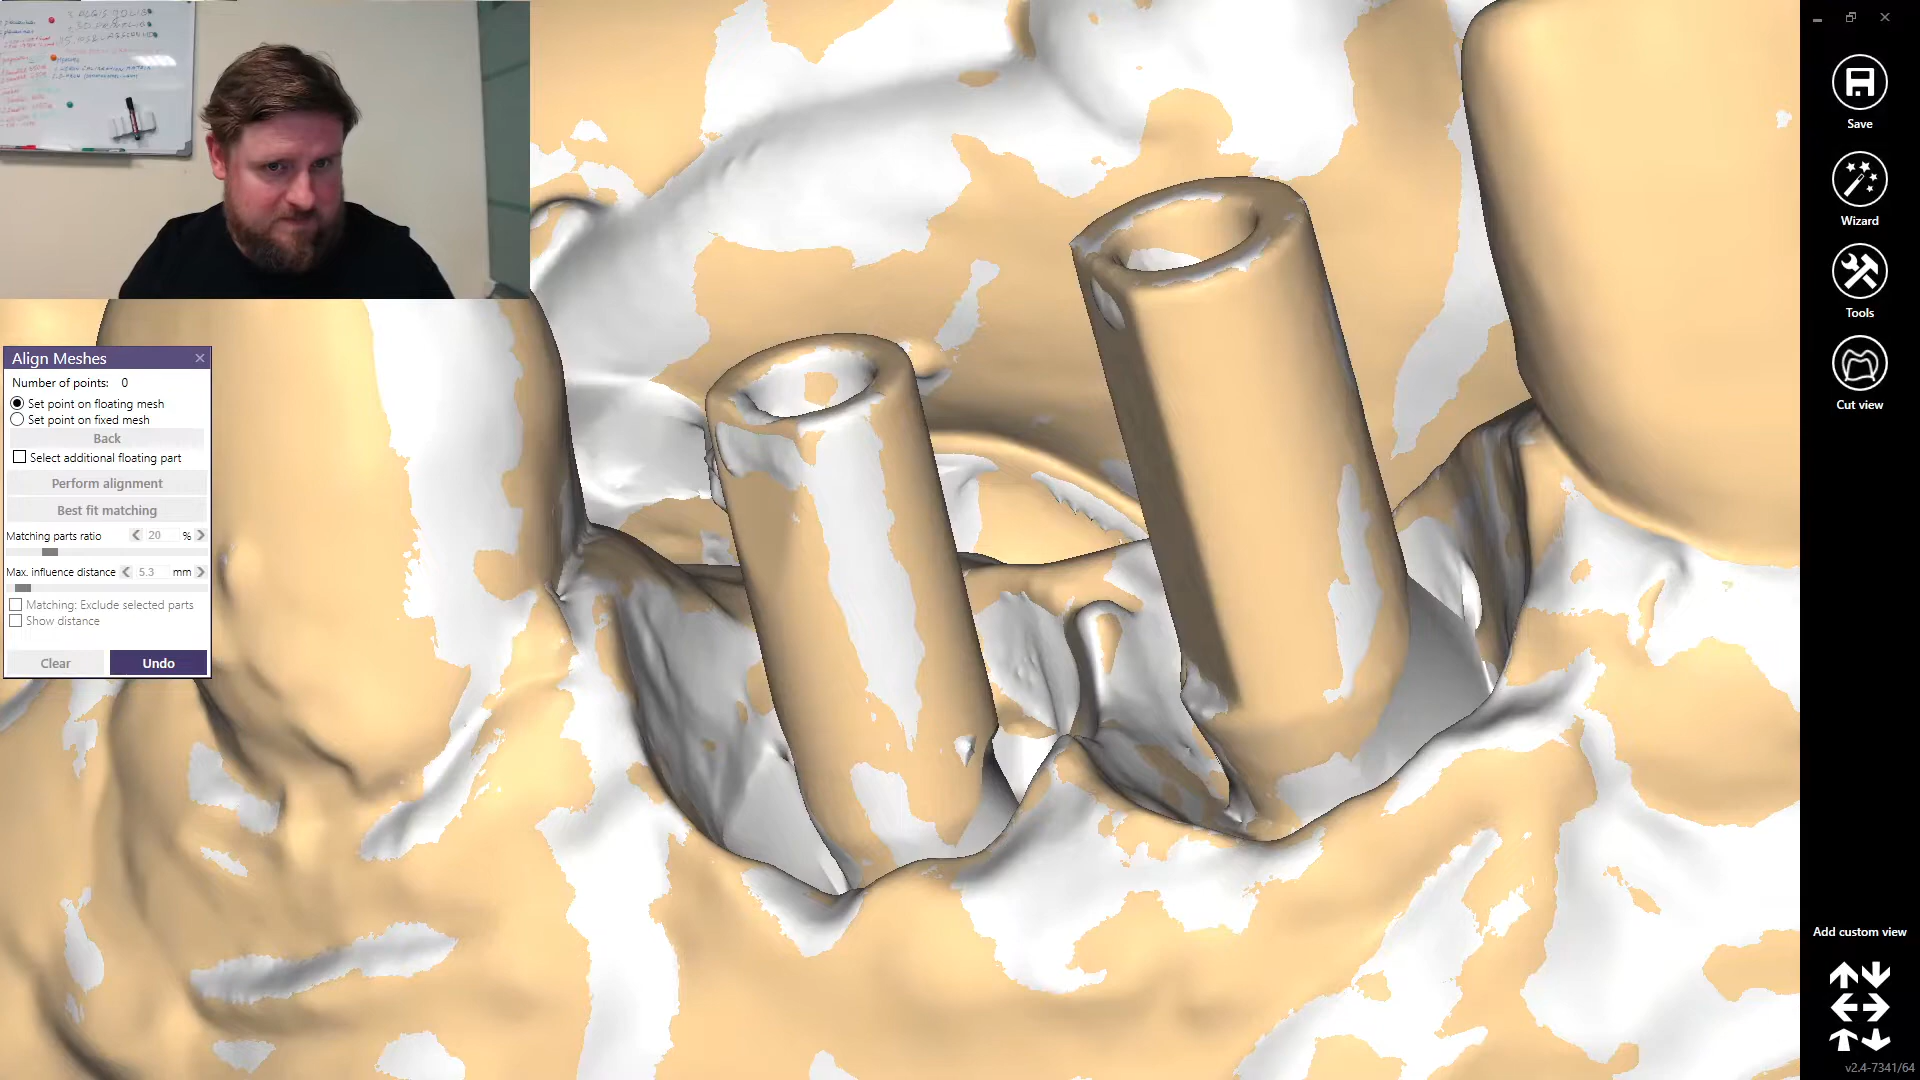 Align Meshes
Number of points: 0
Set point on floating mesh
Set point on fixed mesh
Back
Select additional floating part
Perform alignment
Best fit matching
Matching parts ratio 20 %
Max. influence distance 5.3 mm
Matching: Exclude selected parts
Show distance
Clear Undo
Save
Wizard
Tools
Cut view
Add custom view
v2.4-7341/64